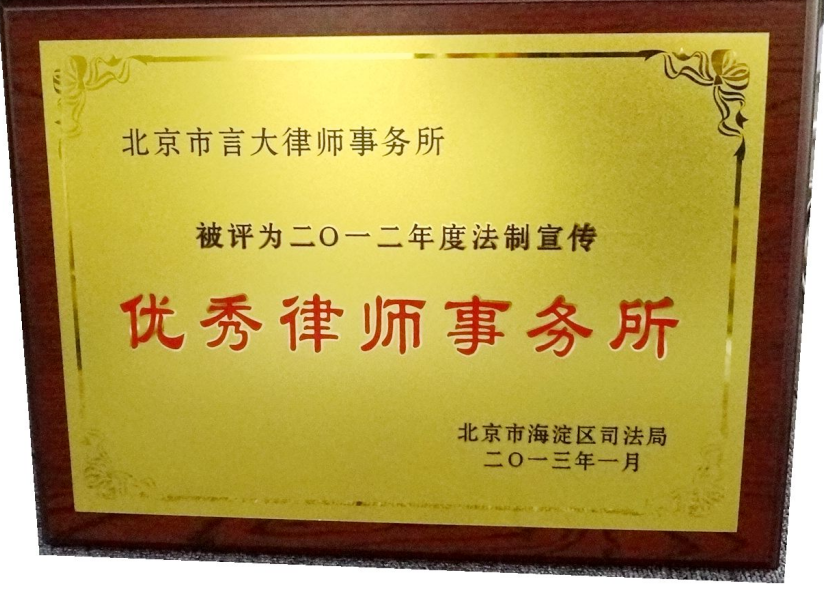 北京市言大律师事务所
被评为二〇一二年度法制宣传
优秀律师事务所
北京市海淀区司法局
二〇一三年一月